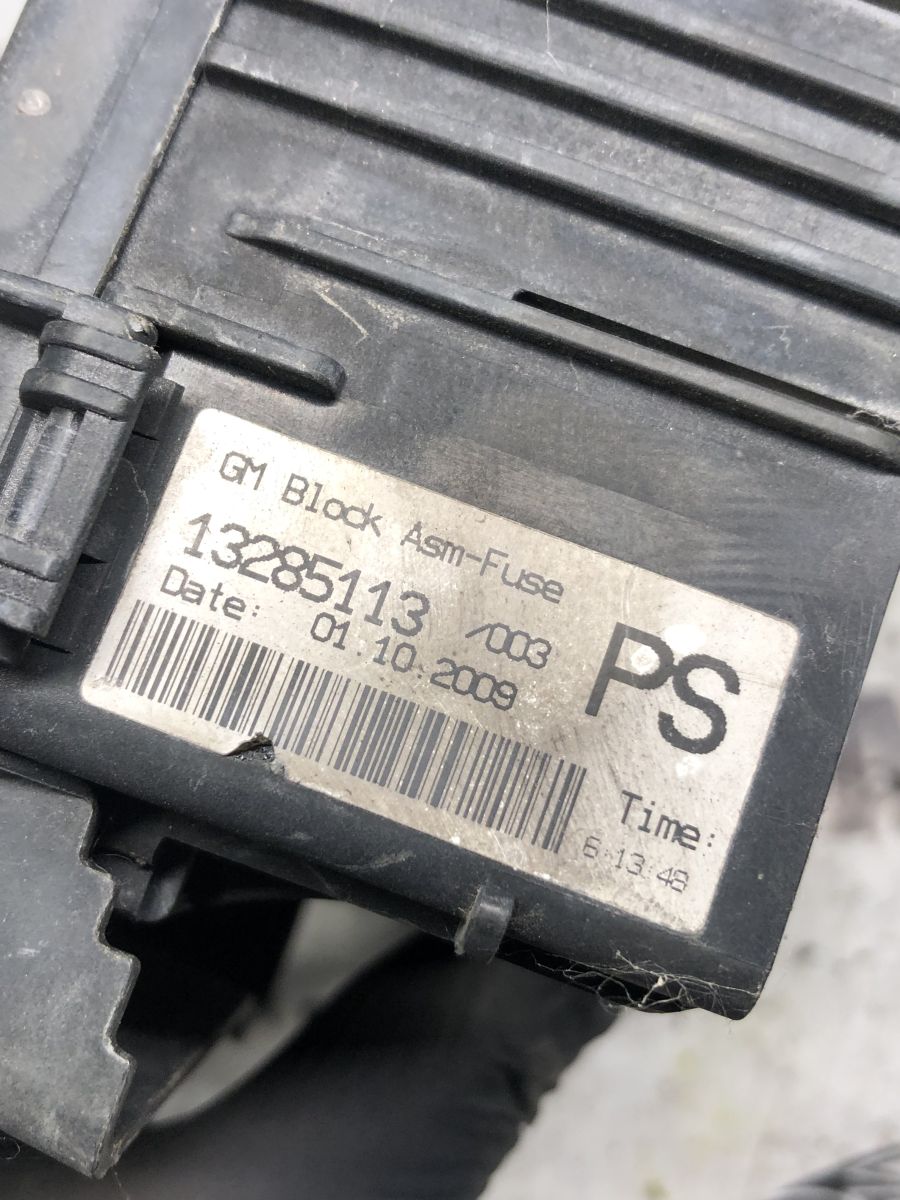 GM Block Asm-Fuse
13285113 /003
Date: 01.10.2009
PS
Time:
6:13:48